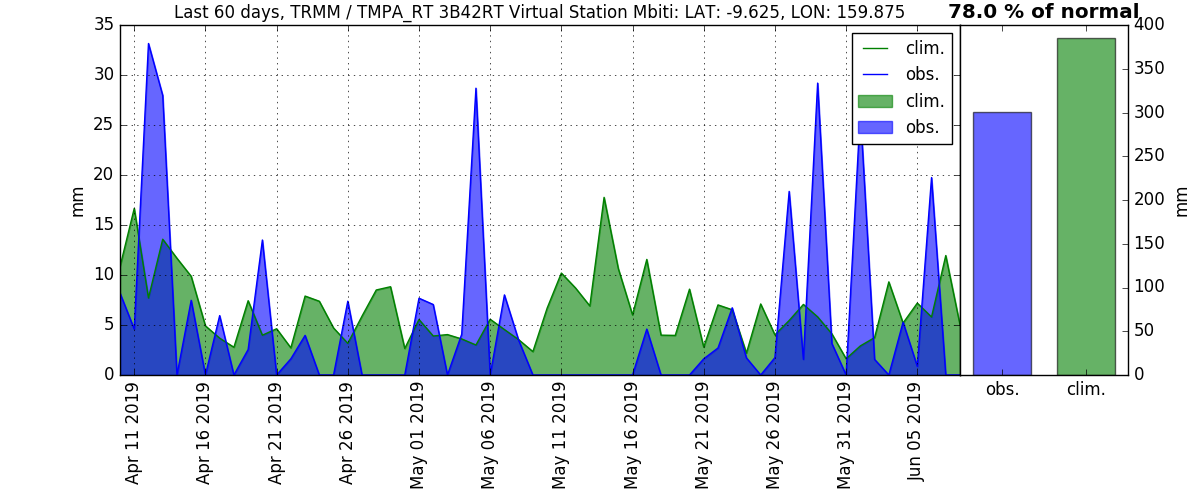 Last 60 days, TRMM / TMPA_RT 3B42RT Virtual Station Mbiti: LAT: -9.625, LON: 159.875
78.0 % of normal
35
30
25
20
15
10
5
0
mm
clim.
obs.
clim.
obs.
400
350
300
250
200
150
100
50
0
mm
Apr 11 2019
Apr 16 2019
Apr 21 2019
Apr 26 2019
May 01 2019
May 06 2019
May 11 2019
May 16 2019
May 21 2019
May 26 2019
May 31 2019
Jun 05 2019
obs.
clim.